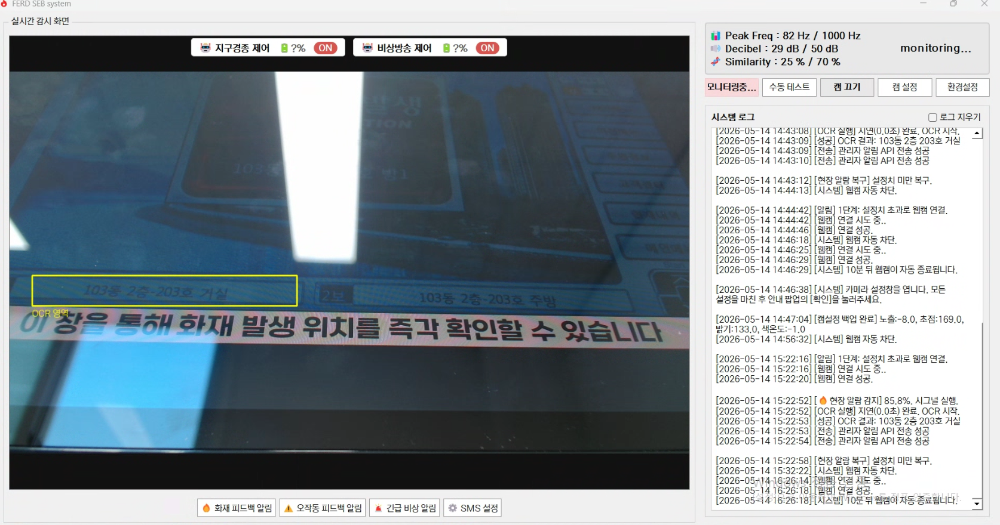 FERD SEB system
실시간 감시 화면
지구경종 제어 ?% ON
비상방송 제어 ?% ON
발생
TION
103동 방1
103동 2층-203호 거실
2보
103동 2층-203호 주방
OCR 영역
이 창을 통해 화재 발생 위치를 즉각 확인할 수 있습니다
화재 피드백 알림
오작동 피드백 알림
긴급 비상 알림
SMS 설정
Peak Freq : 82 Hz / 1000 Hz
Decibel : 29 dB / 50 dB
Similarity : 25 % / 70 %
monitoring...
모니터링중...
수동 테스트
캠 끄기
캠 설정
환경설정
시스템 로그
로그 지우기
[2026-05-14 14:43:08] [OCR 실행] 지연(0.0초) 완료. OCR 시작.
[2026-05-14 14:43:09] [성공] OCR 결과: 103동 2층 203호 거실
[2026-05-14 14:43:09] [전송] 관리자 알림 API 전송 성공
[2026-05-14 14:43:10] [전송] 관리자 알림 API 전송 성공
[2026-05-14 14:43:12] [현장 알람 복구] 설정치 미만 복구.
[2026-05-14 14:44:13] [시스템] 웹캠 자동 차단.
[2026-05-14 14:44:42] [알림] 1단계: 설정치 초과로 웹캠 연결.
[2026-05-14 14:44:42] [웹캠] 연결 시도 중..
[2026-05-14 14:44:46] [웹캠] 연결 성공.
[2026-05-14 14:46:18] [시스템] 웹캠 자동 차단.
[2026-05-14 14:46:25] [웹캠] 연결 시도 중..
[2026-05-14 14:46:29] [웹캠] 연결 성공.
[2026-05-14 14:46:29] [시스템] 10분 뒤 웹캠이 자동 종료됩니다.
[2026-05-14 14:46:38] [시스템] 카메라 설정창을 엽니다. 모든
설정을 마친 후 안내 팝업의 [확인]을 눌러주세요.
[2026-05-14 14:47:04] [캠설정 백업 완료] 노출:-8.0, 초점:169.0,
밝기:133.0, 색온도:-1.0
[2026-05-14 14:56:32] [시스템] 웹캠 자동 차단.
[2026-05-14 15:22:16] [알림] 1단계: 설정치 초과로 웹캠 연결.
[2026-05-14 15:22:16] [웹캠] 연결 시도 중..
[2026-05-14 15:22:20] [웹캠] 연결 성공.
[2026-05-14 15:22:52] [🔥 현장 알람 감지] 85.8%. 시그널 실행.
[2026-05-14 15:22:52] [OCR 실행] 지연(0.0초) 완료. OCR 시작.
[2026-05-14 15:22:53] [성공] OCR 결과: 103동 2층 203호 거실
[2026-05-14 15:22:53] [전송] 관리자 알림 API 전송 성공
[2026-05-14 15:22:54] [전송] 관리자 알림 API 전송 성공
[2026-05-14 15:22:58] [현장 알람 복구] 설정치 미만 복구.
[2026-05-14 15:32:22] [시스템] 웹캠 자동 차단.
[2026-05-14 16:26:14] [웹캠] 연결 시도 중..
[2026-05-14 16:26:18] [웹캠] 연결 성공.
[2026-05-14 16:26:18] [시스템] 10분 뒤 웹캠이 자동 종료됩니다.